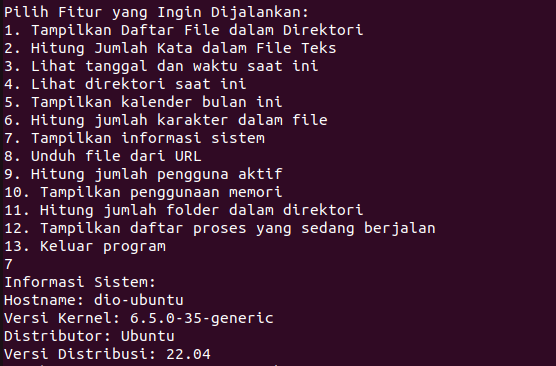 Pilih Fitur yang Ingin Dijalankan:
1. Tampilkan Daftar File dalam Direktori
2. Hitung Jumlah Kata dalam File Teks
3. Lihat tanggal dan waktu saat ini
4. Lihat direktori saat ini
5. Tampilkan kalender bulan ini
6. Hitung jumlah karakter dalam file
7. Tampilkan informasi sistem
8. Unduh file dari URL
9. Hitung jumlah pengguna aktif
10. Tampilkan penggunaan memori
11. Hitung jumlah folder dalam direktori
12. Tampilkan daftar proses yang sedang berjalan
13. Keluar program
7
Informasi Sistem:
Hostname: dio-ubuntu
Versi Kernel: 6.5.0-35-generic
Distributor: Ubuntu
Versi Distribusi: 22.04